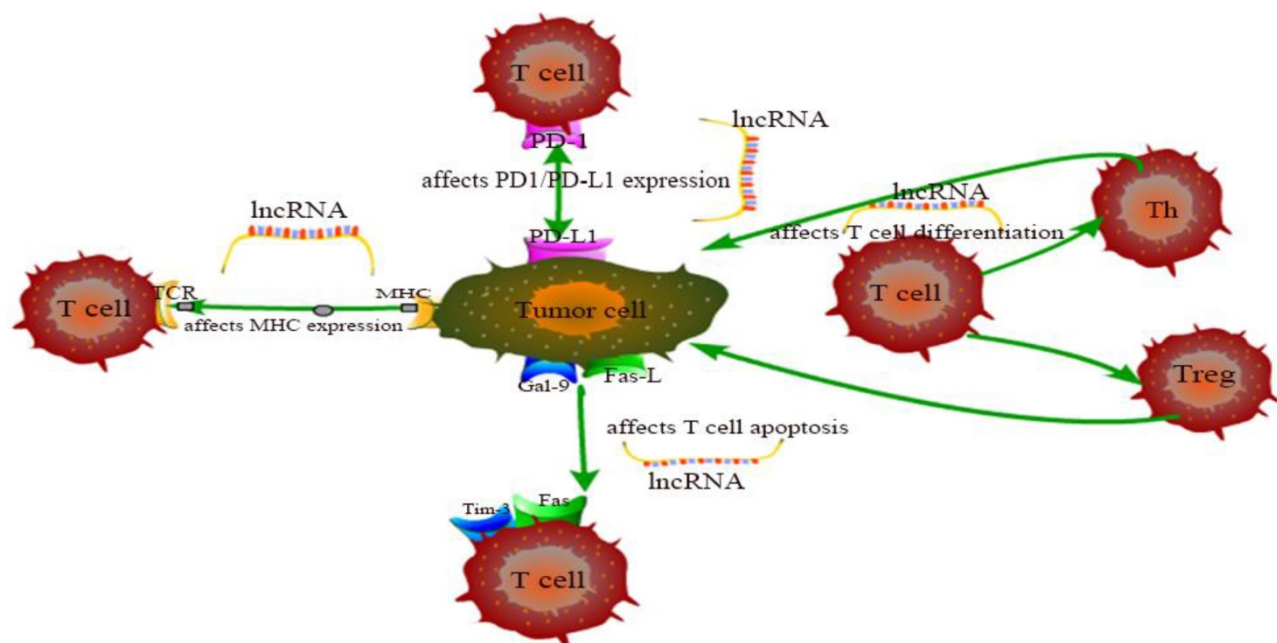 T cell
PD-1
lncRNA
affects PD1/PD-L1 expression
PD-L1
lncRNA
T cell
TCR
MHC
affects MHC expression
Tumor cell
Gal-9
Fas-L
lncRNA
affects T cell differentiation
T cell
Th
Treg
affects T cell apoptosis
lncRNA
Tim-3
Fas
T cell